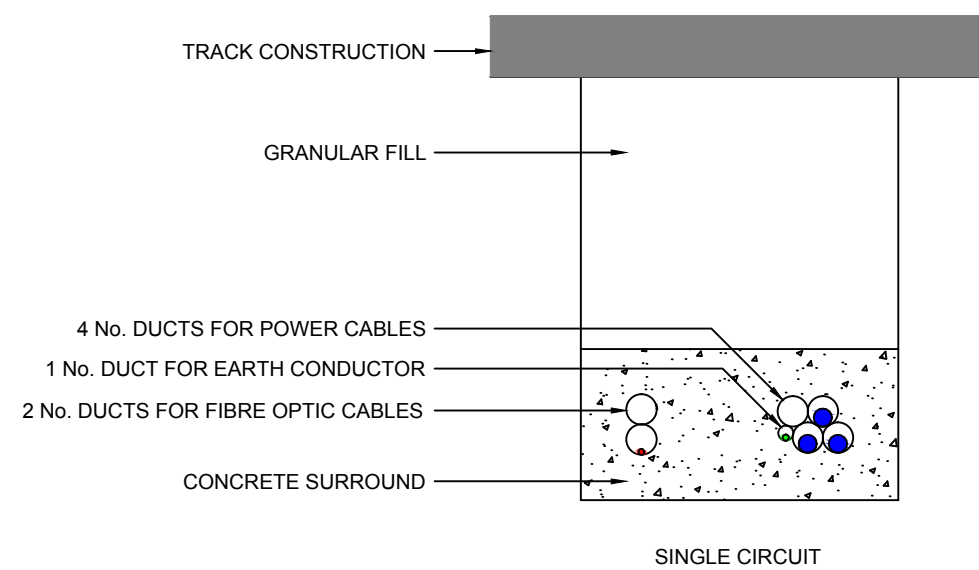 TRACK CONSTRUCTION
GRANULAR FILL
4 No. DUCTS FOR POWER CABLES
1 No. DUCT FOR EARTH CONDUCTOR
2 No. DUCTS FOR FIBRE OPTIC CABLES
CONCRETE SURROUND
SINGLE CIRCUIT